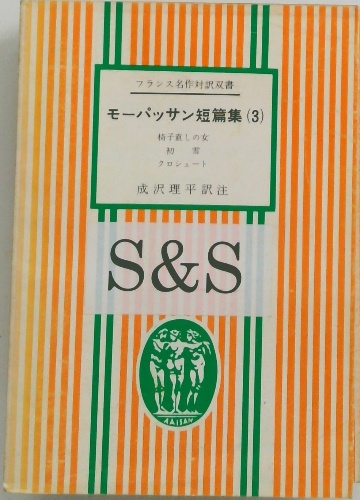 フランス名作対訳双書
モーパッサン短篇集(3)
椅子直しの女
初雪
クロシュート
成沢理平訳注
S&S
HAISAN